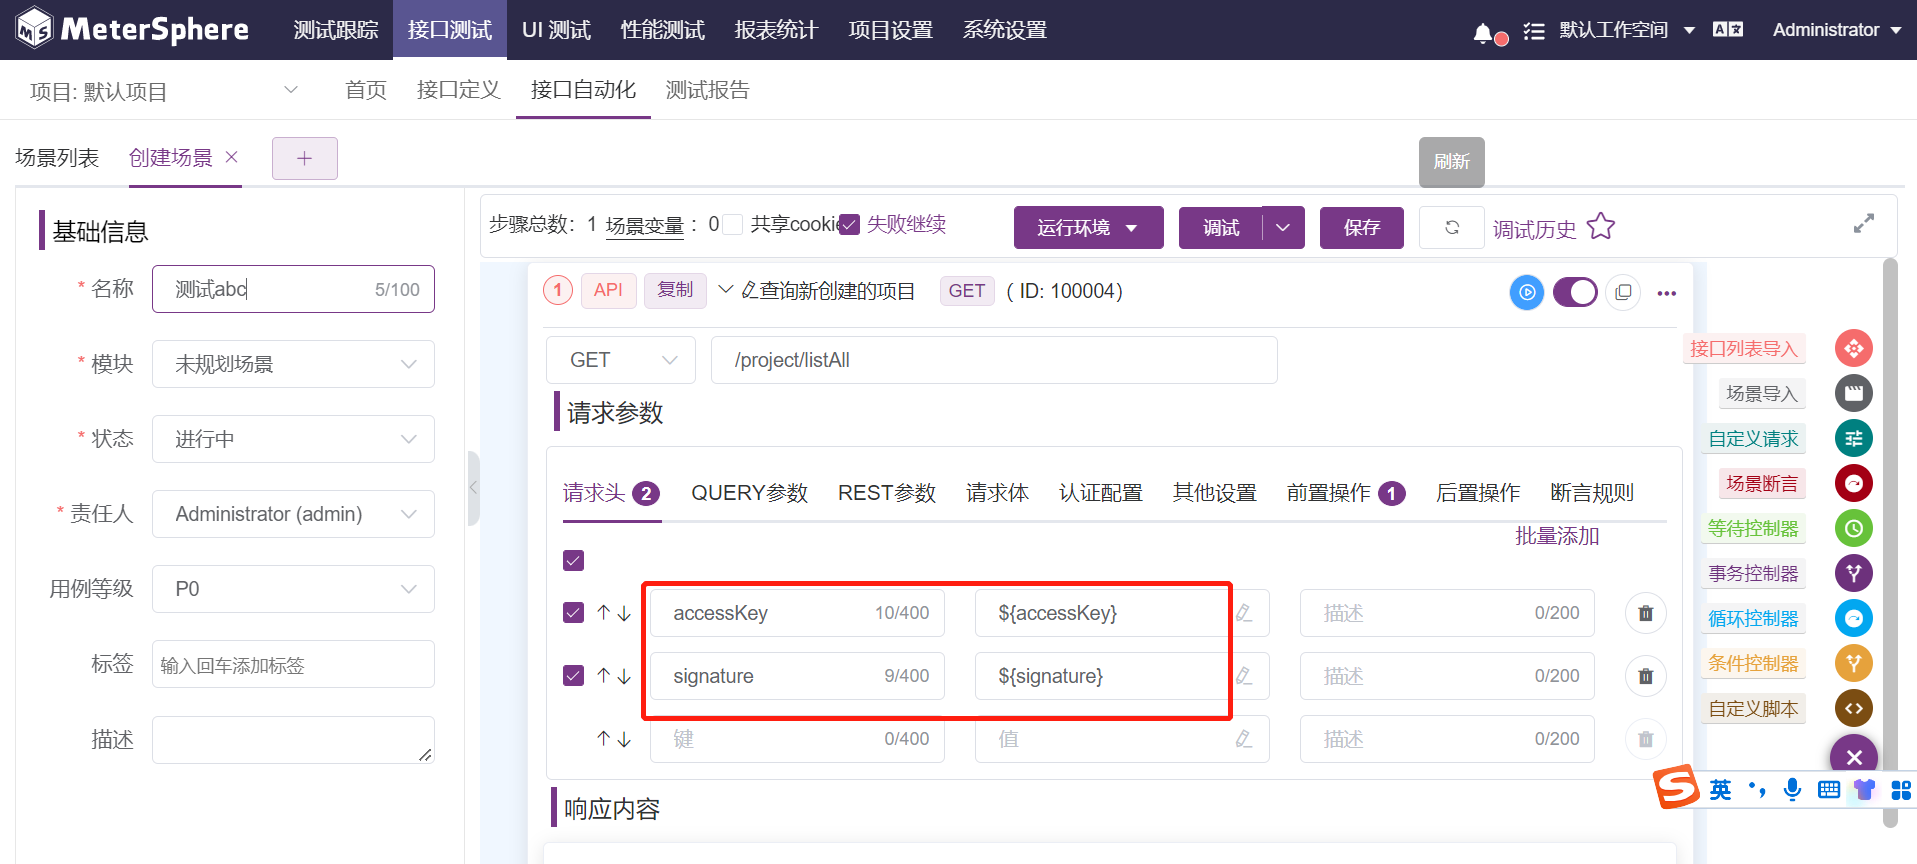 MeterSphere 测试跟踪 接口测试 UI 测试 性能测试 报表统计 项目设置 系统设置 默认工作空间 Administrator
项目: 默认项目 首页 接口定义 接口自动化 测试报告
场景列表 创建场景 × + 刷新
基础信息
* 名称 测试abc 5/100
* 模块 未规划场景
* 状态 进行中
* 责任人 Administrator (admin)
用例等级 P0
标签 输入回车添加标签
描述
步骤总数：1 场景变量：0 共享cookie 失败继续 运行环境 调试 保存 调试历史
1 API 复制 查询新创建的项目 GET ( ID: 100004)
GET /project/listAll
请求参数
请求头 2 QUERY参数 REST参数 请求体 认证配置 其他设置 前置操作 1 后置操作 断言规则
批量添加
accessKey 10/400 ${accessKey} 描述 0/200
signature 9/400 ${signature} 描述 0/200
键 0/400 值 描述 0/200
响应内容
接口列表导入
场景导入
自定义请求
场景断言
等待控制器
事务控制器
循环控制器
条件控制器
自定义脚本
英